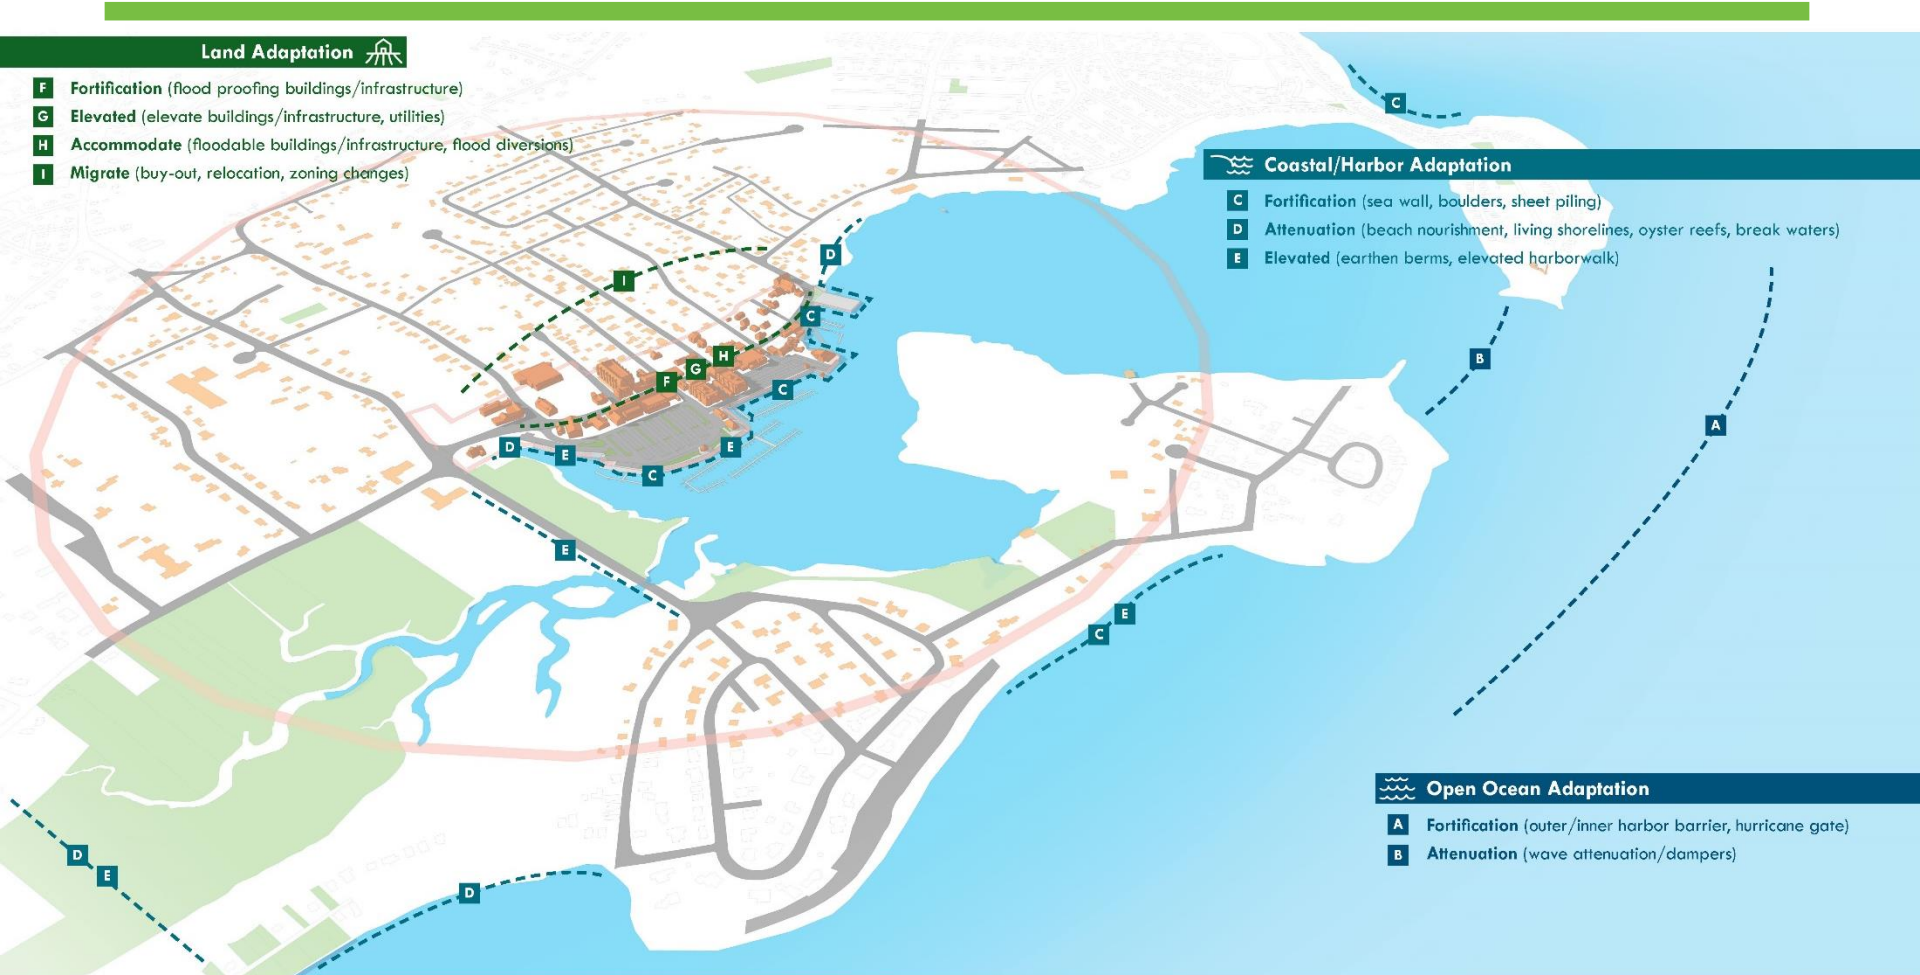 Land Adaptation
F Fortification (flood proofing buildings/infrastructure)
G Elevated (elevate buildings/infrastructure, utilities)
H Accommodate (floodable buildings/infrastructure, flood diversions)
I Migrate (buy-out, relocation, zoning changes)
C
Coastal/Harbor Adaptation
C Fortification (sea wall, boulders, sheet piling)
D Attenuation (beach nourishment, living shorelines, oyster reefs, break waters)
E Elevated (earthen berms, elevated harborwalk)
D
I
C
H
B
G
F
C
A
D
E
E
C
E
E
C
Open Ocean Adaptation
A Fortification (outer/inner harbor barrier, hurricane gate)
B Attenuation (wave attenuation/dampers)
D
E
D